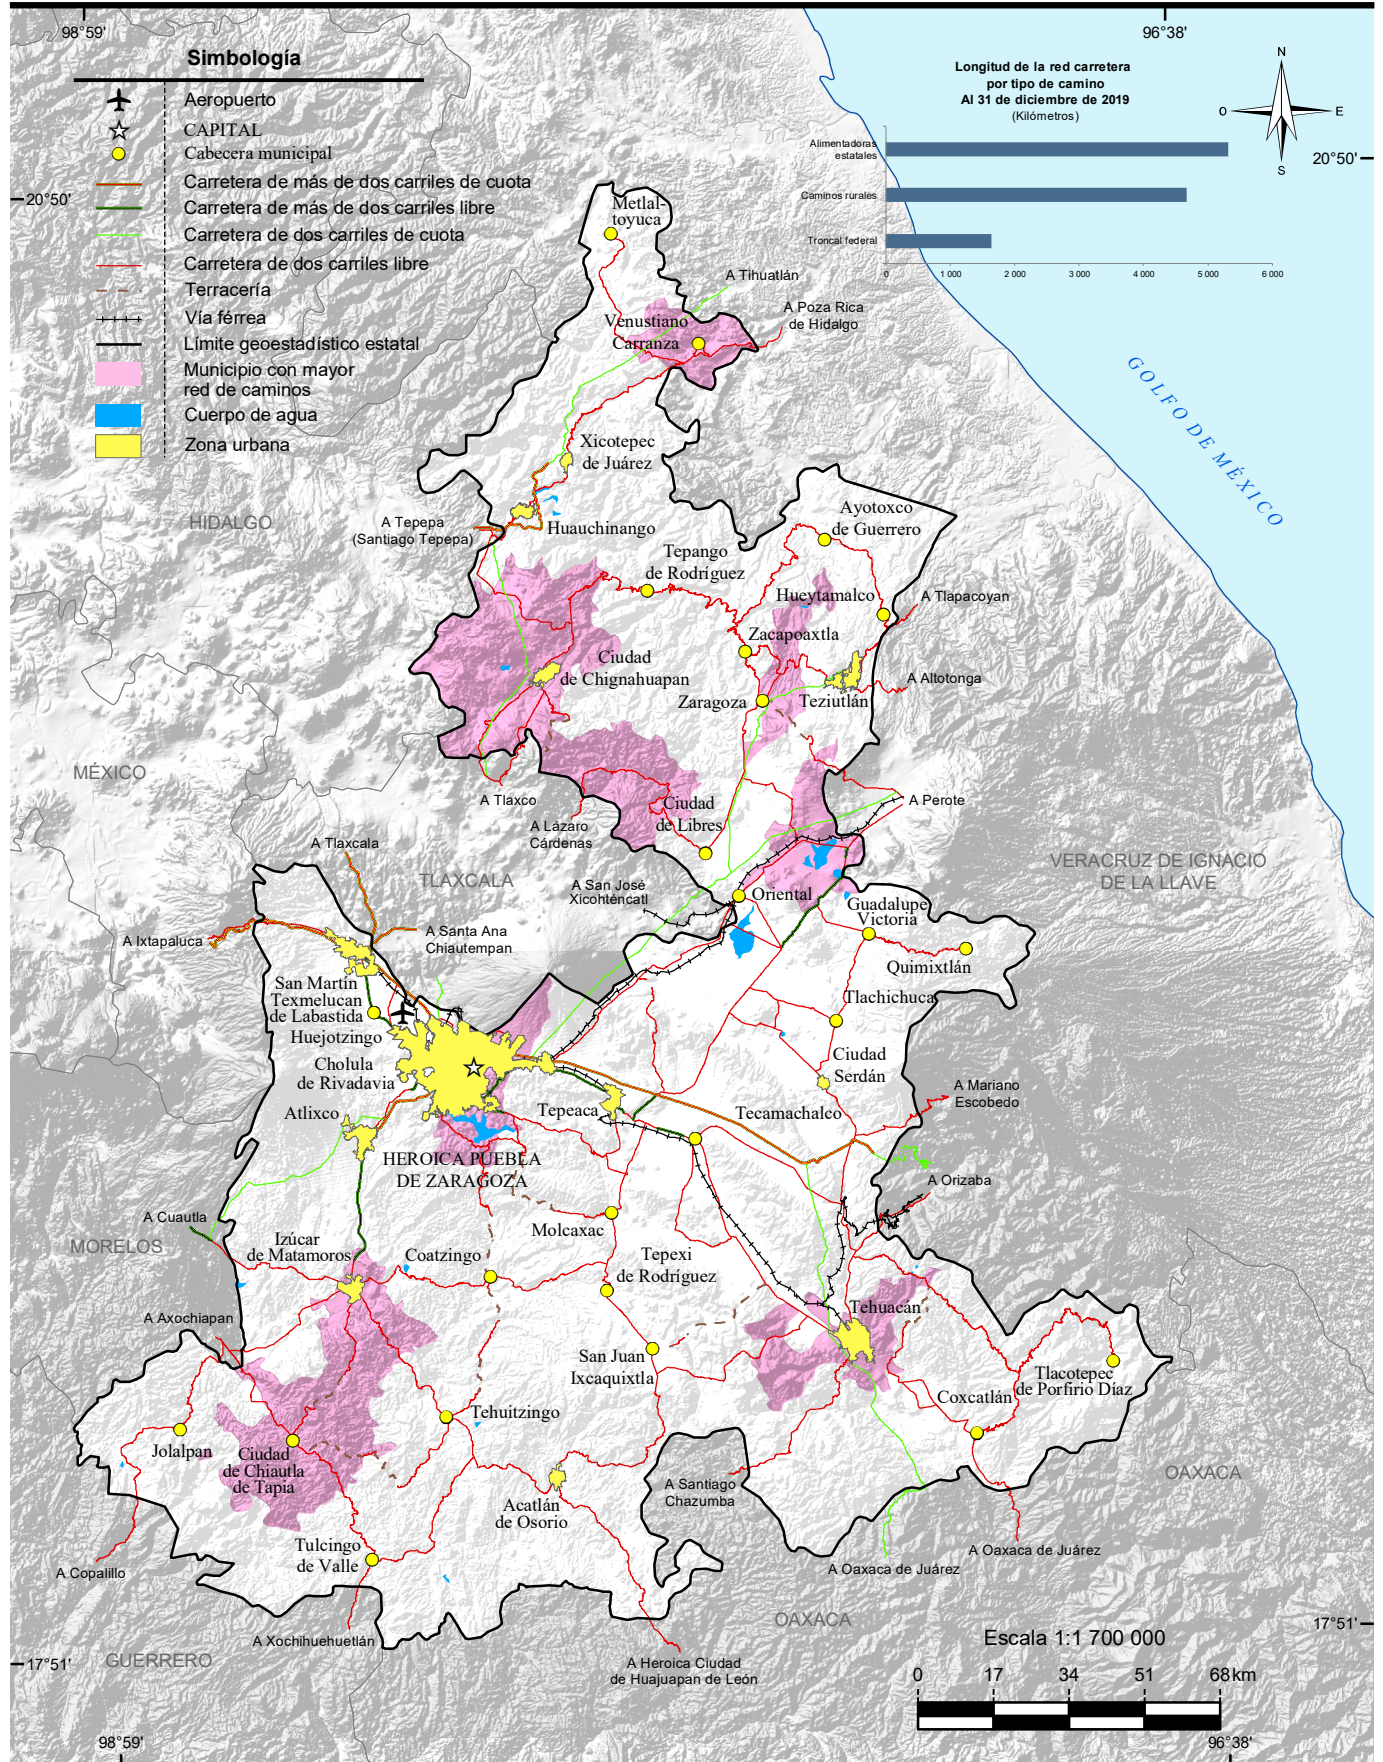 98°59'
96°38'
Simbología
Aeropuerto
CAPITAL
Cabecera municipal
Carretera de más de dos carriles de cuota
Carretera de más de dos carriles libre
Carretera de dos carriles de cuota
Carretera de dos carriles libre
Terracería
Vía férrea
Límite geoestadístico estatal
Municipio con mayor
red de caminos
Cuerpo de agua
Zona urbana
Longitud de la red carretera
por tipo de camino
Al 31 de diciembre de 2019
(Kilómetros)
Alimentadoras
estatales
Caminos rurales
Troncal federal
0 1 000 2 000 3 000 4 000 5 000 6 000
N
O
E
S
20°50'
20°50'
Metlal-
toyuca
A Tihuatlán
A Poza Rica
de Hidalgo
Venustiano
Carranza
GOLFO DE MÉXICO
Xicotepec
de Juárez
HIDALGO
A Tepepa
(Santiago Tepepa)
Huauchinango
Ayotoxco
de Guerrero
Tepango
de Rodríguez
Hueytamalco
A Tlapacoyan
Zacapoaxtla
Ciudad
de Chignahuapan
A Altotonga
Zaragoza
Teziutlán
MÉXICO
A Tlaxco
A Lázaro
Cárdenas
Ciudad
de Libres
A Perote
A Tlaxcala
TLAXCALA
VERACRUZ DE IGNACIO
DE LA LLAVE
A San José
Xicohténcatl
Oriental
Guadalupe
Victoria
A Ixtapaluca
A Santa Ana
Chiautempan
Quimixtlán
San Martín
Texmelucan
de Labastida
Tlachichuca
Huejotzingo
Cholula
de Rivadavia
Ciudad
Serdán
A Mariano
Escobedo
Atlixco
Tepeaca
Tecamachalco
HEROICA PUEBLA
DE ZARAGOZA
A Orizaba
A Cuautla
Molcaxac
MORELOS
Izúcar
de Matamoros
Coatzingo
Tepexi
de Rodríguez
A Axochiapan
Tehuacán
San Juan
Ixcaquixtla
Tlacotepec
de Porfirio Díaz
Coxcatlán
Jolalpan
Ciudad
de Chiautla
de Tapia
Tehuitzingo
OAXACA
A Santiago
Chazumba
Acatlán
de Osorio
Tulcingo
de Valle
A Copalillo
A Oaxaca de Juárez
A Oaxaca de Juárez
OAXACA
17°51'
A Xochihuehuetlán
Escala 1:1 700 000
GUERRERO
17°51'
A Heroica Ciudad
de Huajuapan de León
0 17 34 51 68 km
98°59'
96°38'